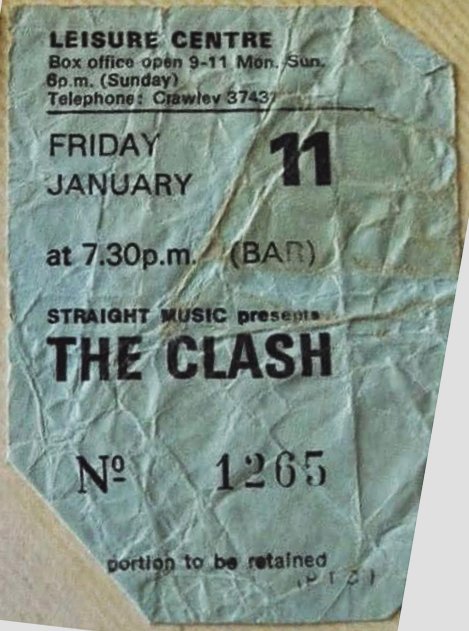 LEISURE CENTRE
Box office open 9-11 Mon. Sun.
6p.m. (Sunday)
Telephone: Crawley 37431
FRIDAY 11
JANUARY
at 7.30p.m. (BAR)
STRAIGHT MUSIC presents
THE CLASH
Nº 1265
portion to be retained